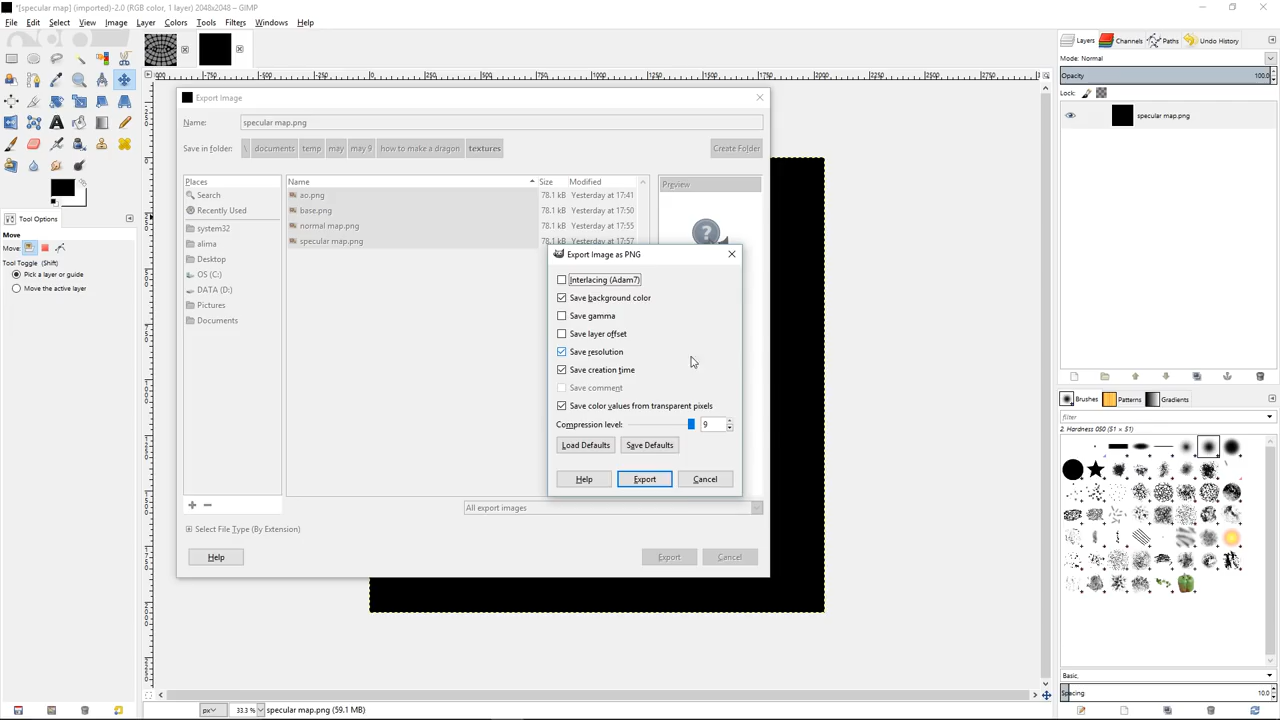 *[specular map] (imported)-2.0 (RGB color, 1 layer) 2048x2048 – GIMP
File Edit Select View Image Layer Colors Tools Filters Windows Help
Layers Channels Paths Undo History
Mode: Normal
Opacity 100.0
Lock:
specular map.png
Export Image
Name: specular map.png
Save in folder: \ documents temp may may 9 how to make a dragon textures Create Folder
Places
Search
Recently Used
system32
alima
Desktop
OS (C:)
DATA (D:)
Pictures
Documents
Name Size Modified
ao.png 78.1 kB Yesterday at 17:41
base.png 78.1 kB Yesterday at 17:50
normal map.png 78.1 kB Yesterday at 17:55
specular map.png 78.1 kB Yesterday at 17:57
Preview
Export Image as PNG
Interlacing (Adam7)
Save background color
Save gamma
Save layer offset
Save resolution
Save creation time
Save comment
Save color values from transparent pixels
Compression level: 9
Load Defaults Save Defaults
Help Export Cancel
All export images
Select File Type (By Extension)
Help Export Cancel
Tool Options
Move
Move:
Tool Toggle (Shift)
Pick a layer or guide
Move the active layer
Brushes Patterns Gradients
filter
2. Hardness 050 (51 × 51)
Basic,
Spacing: 10.0
px 33.3 % specular map.png (59.1 MB)